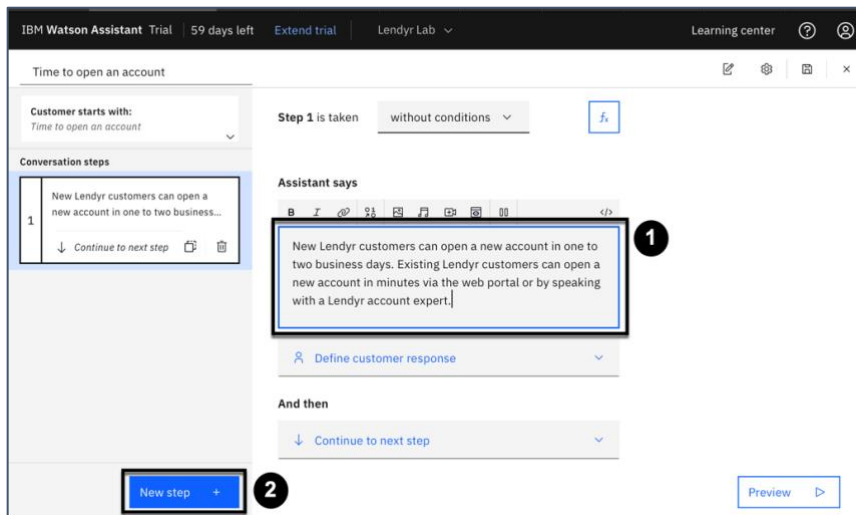 IBM Watson Assistant Trial 59 days left Extend trial Lendyr Lab Learning center
Time to open an account
Customer starts with:
Time to open an account
Conversation steps
1
New Lendyr customers can open a
new account in one to two business...
Continue to next step
Step 1 is taken without conditions fx
Assistant says
B I </>
New Lendyr customers can open a new account in one to
two business days. Existing Lendyr customers can open a
new account in minutes via the web portal or by speaking
with a Lendyr account expert.
1
Define customer response
And then
Continue to next step
New step +
2
Preview